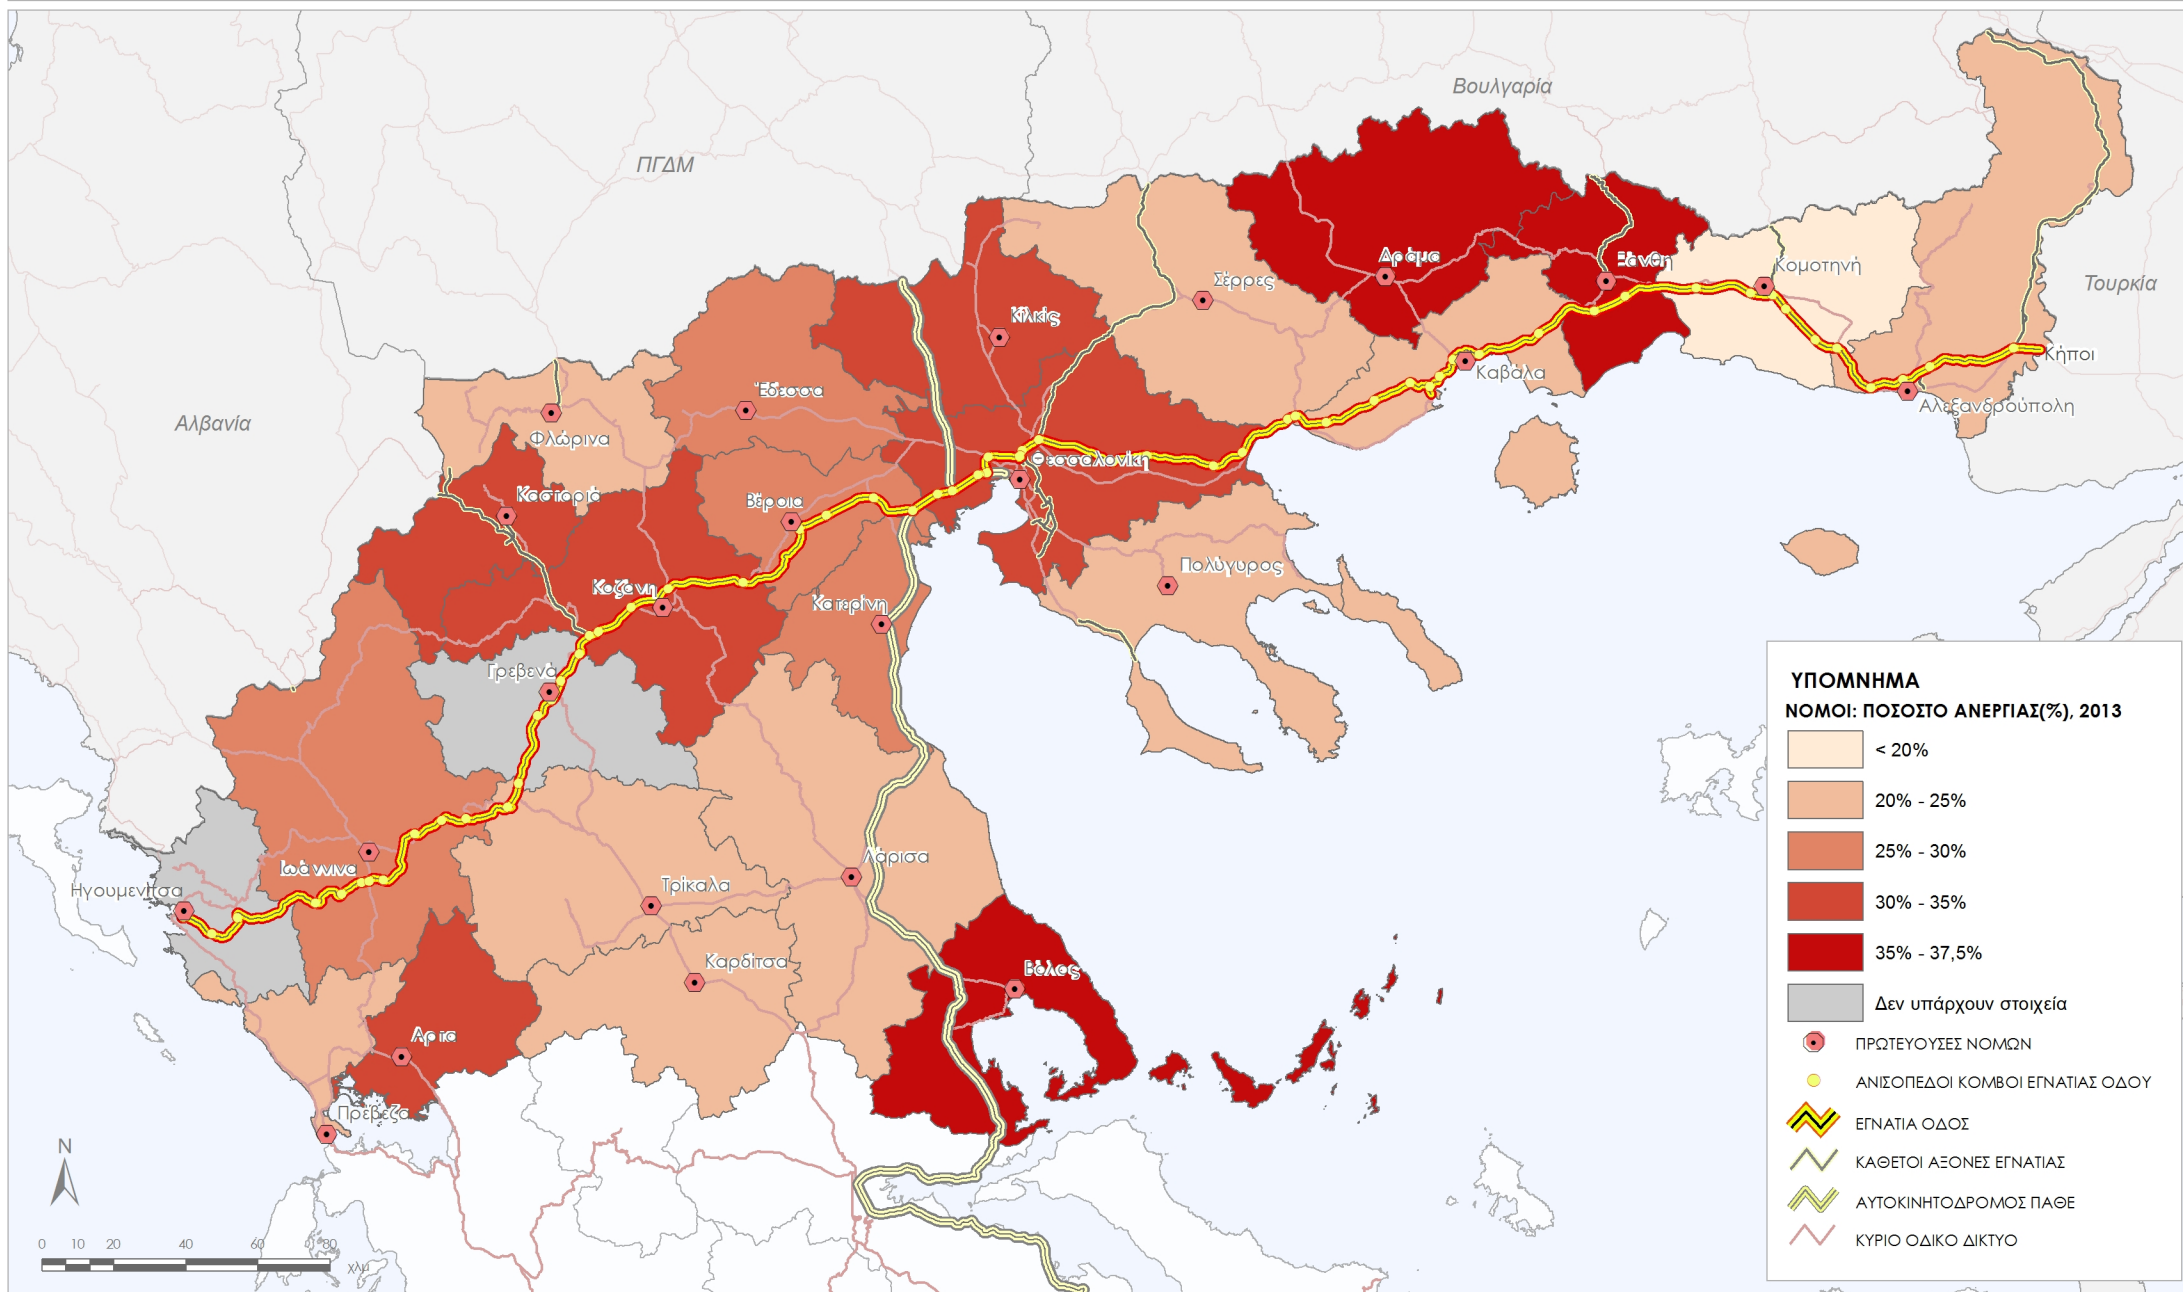 Βουλγαρία
ΠΓΔΜ
Τουρκία
Αλβανία
Δράμα
Ξάνθη
Κομοτηνή
Σέρρες
Κιλκίς
Κήποι
Καβάλα
Αλεξανδρούπολη
Έδεσσα
Φλώρινα
Θεσσαλονίκη
Καστοριά
Βέροια
Πολύγυρος
Κοζάνη
Κατερίνη
Γρεβενά
Λάρισα
Ιωάννινα
Τρίκαλα
Ηγουμενίτσα
Καρδίτσα
Βόλος
Άρτα
Πρέβεζα
N
0 10 20 40 60 80
χλμ
ΥΠΟΜΝΗΜΑ
ΝΟΜΟΙ: ΠΟΣΟΣΤΟ ΑΝΕΡΓΙΑΣ(%), 2013
< 20%
20% - 25%
25% - 30%
30% - 35%
35% - 37,5%
Δεν υπάρχουν στοιχεία
ΠΡΩΤΕΥΟΥΣΕΣ ΝΟΜΩΝ
ΑΝΙΣΟΠΕΔΟΙ ΚΟΜΒΟΙ ΕΓΝΑΤΙΑΣ ΟΔΟΥ
ΕΓΝΑΤΙΑ ΟΔΟΣ
ΚΑΘΕΤΟΙ ΑΞΟΝΕΣ ΕΓΝΑΤΙΑΣ
ΑΥΤΟΚΙΝΗΤΟΔΡΟΜΟΣ ΠΑΘΕ
ΚΥΡΙΟ ΟΔΙΚΟ ΔΙΚΤΥΟ